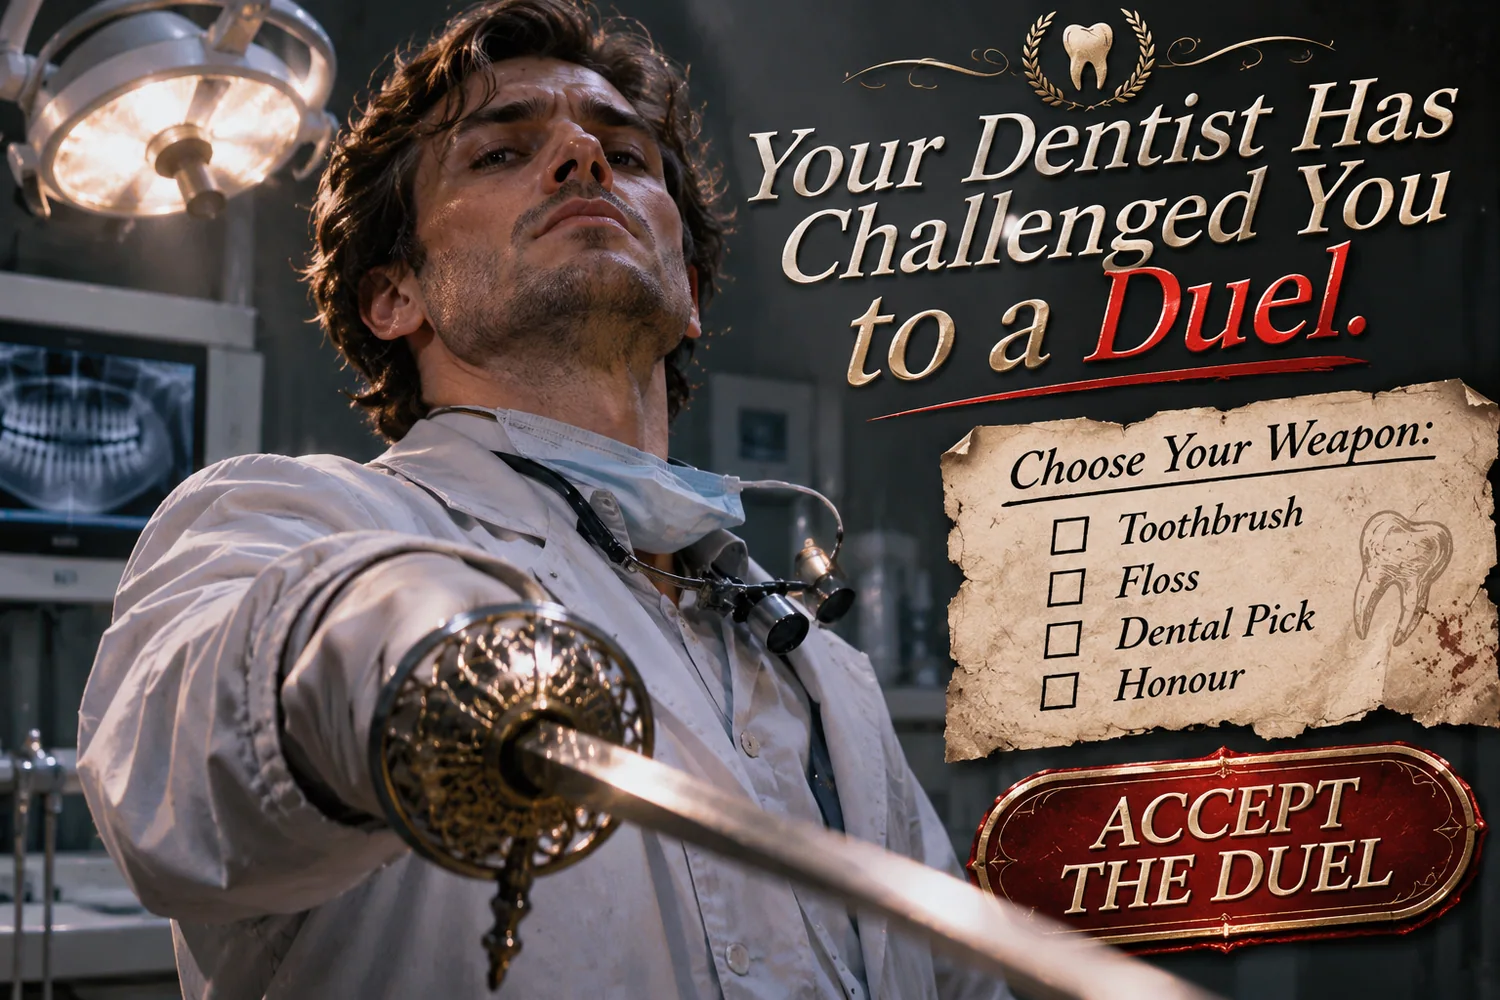 Your Dentist Has
Challenged You
to a Duel.
Choose Your Weapon:
Toothbrush
Floss
Dental Pick
Honour
ACCEPT
THE DUEL